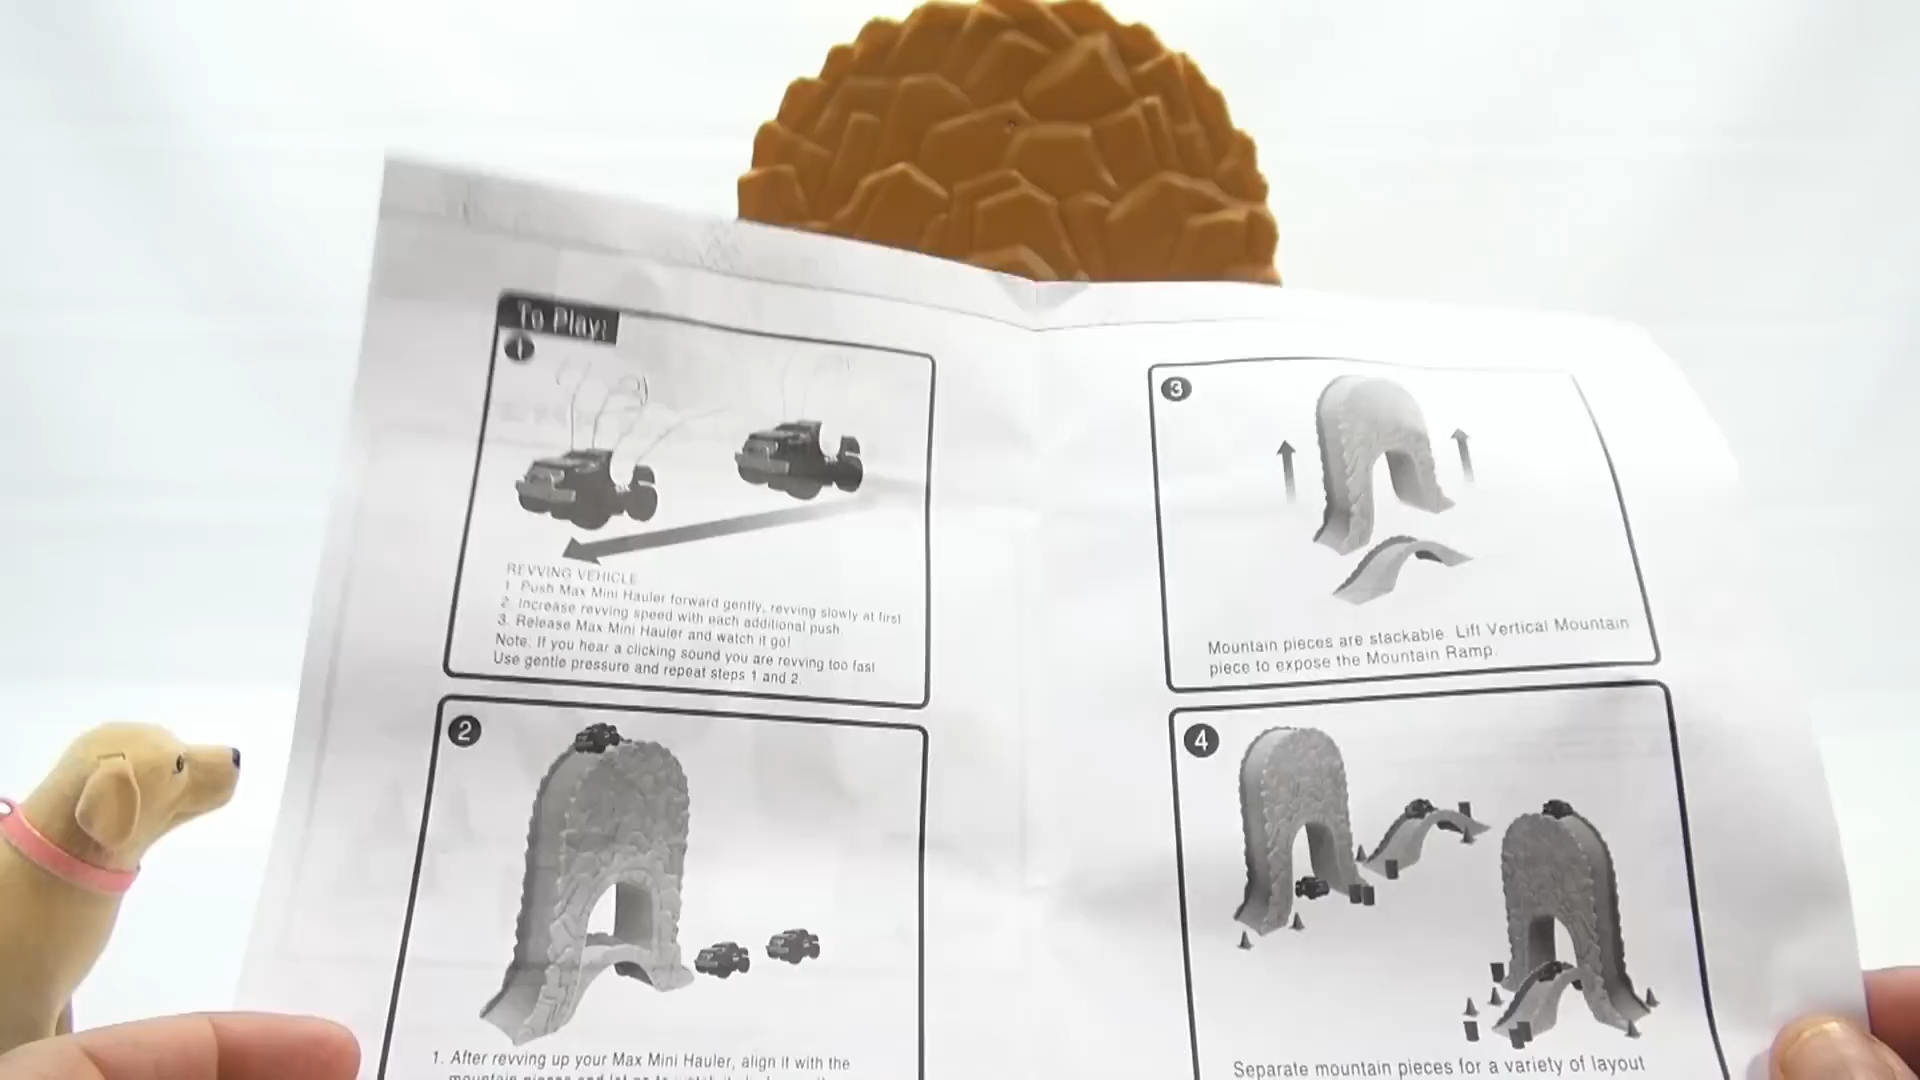 To Play:
1
REVVING VEHICLE
1. Push Max Mini Hauler forward gently, revving slowly at first
2. Increase revving speed with each additional push.
3. Release Max Mini Hauler and watch it go!
Note: If you hear a clicking sound you are revving too fast
Use gentle pressure and repeat steps 1 and 2.
2
1. After revving up your Max Mini Hauler, align it with the
3
Mountain pieces are stackable. Lift Vertical Mountain
piece to expose the Mountain Ramp.
4
Separate mountain pieces for a variety of layout